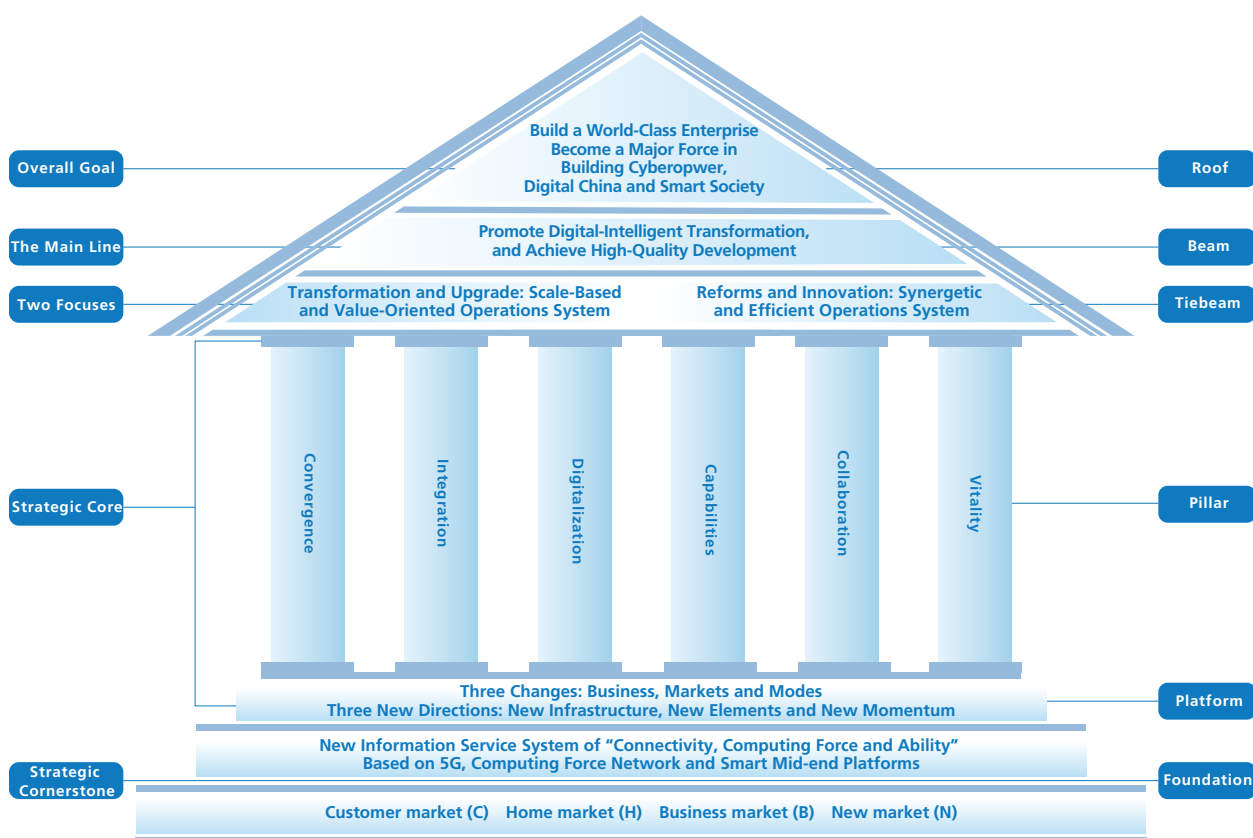 Build a World-Class Enterprise
Become a Major Force in
Building Cyberopwer,
Digital China and Smart Society
Overall Goal
Roof
Promote Digital-Intelligent Transformation,
and Achieve High-Quality Development
The Main Line
Beam
Two Focuses
Transformation and Upgrade: Scale-Based
and Value-Oriented Operations System
Reforms and Innovation: Synergetic
and Efficient Operations System
Tiebeam
Strategic Core
Convergence
Integration
Digitalization
Capabilities
Collaboration
Vitality
Pillar
Three Changes: Business, Markets and Modes
Three New Directions: New Infrastructure, New Elements and New Momentum
Platform
New Information Service System of “Connectivity, Computing Force and Ability”
Based on 5G, Computing Force Network and Smart Mid-end Platforms
Strategic
Cornerstone
Foundation
Customer market (C) Home market (H) Business market (B) New market (N)